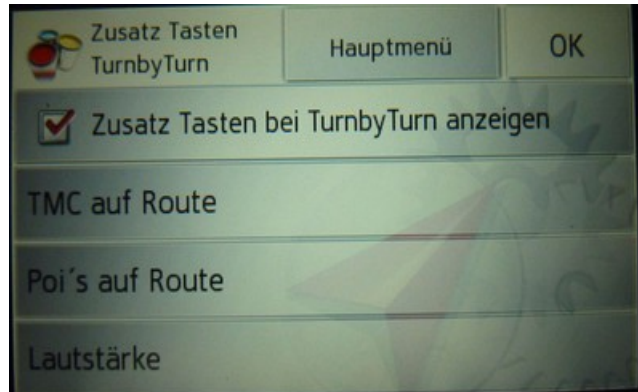 Zusatz Tasten
TurnbyTurn
Hauptmenü
OK
Zusatz Tasten bei TurnbyTurn anzeigen
TMC auf Route
Poi´s auf Route
Lautstärke